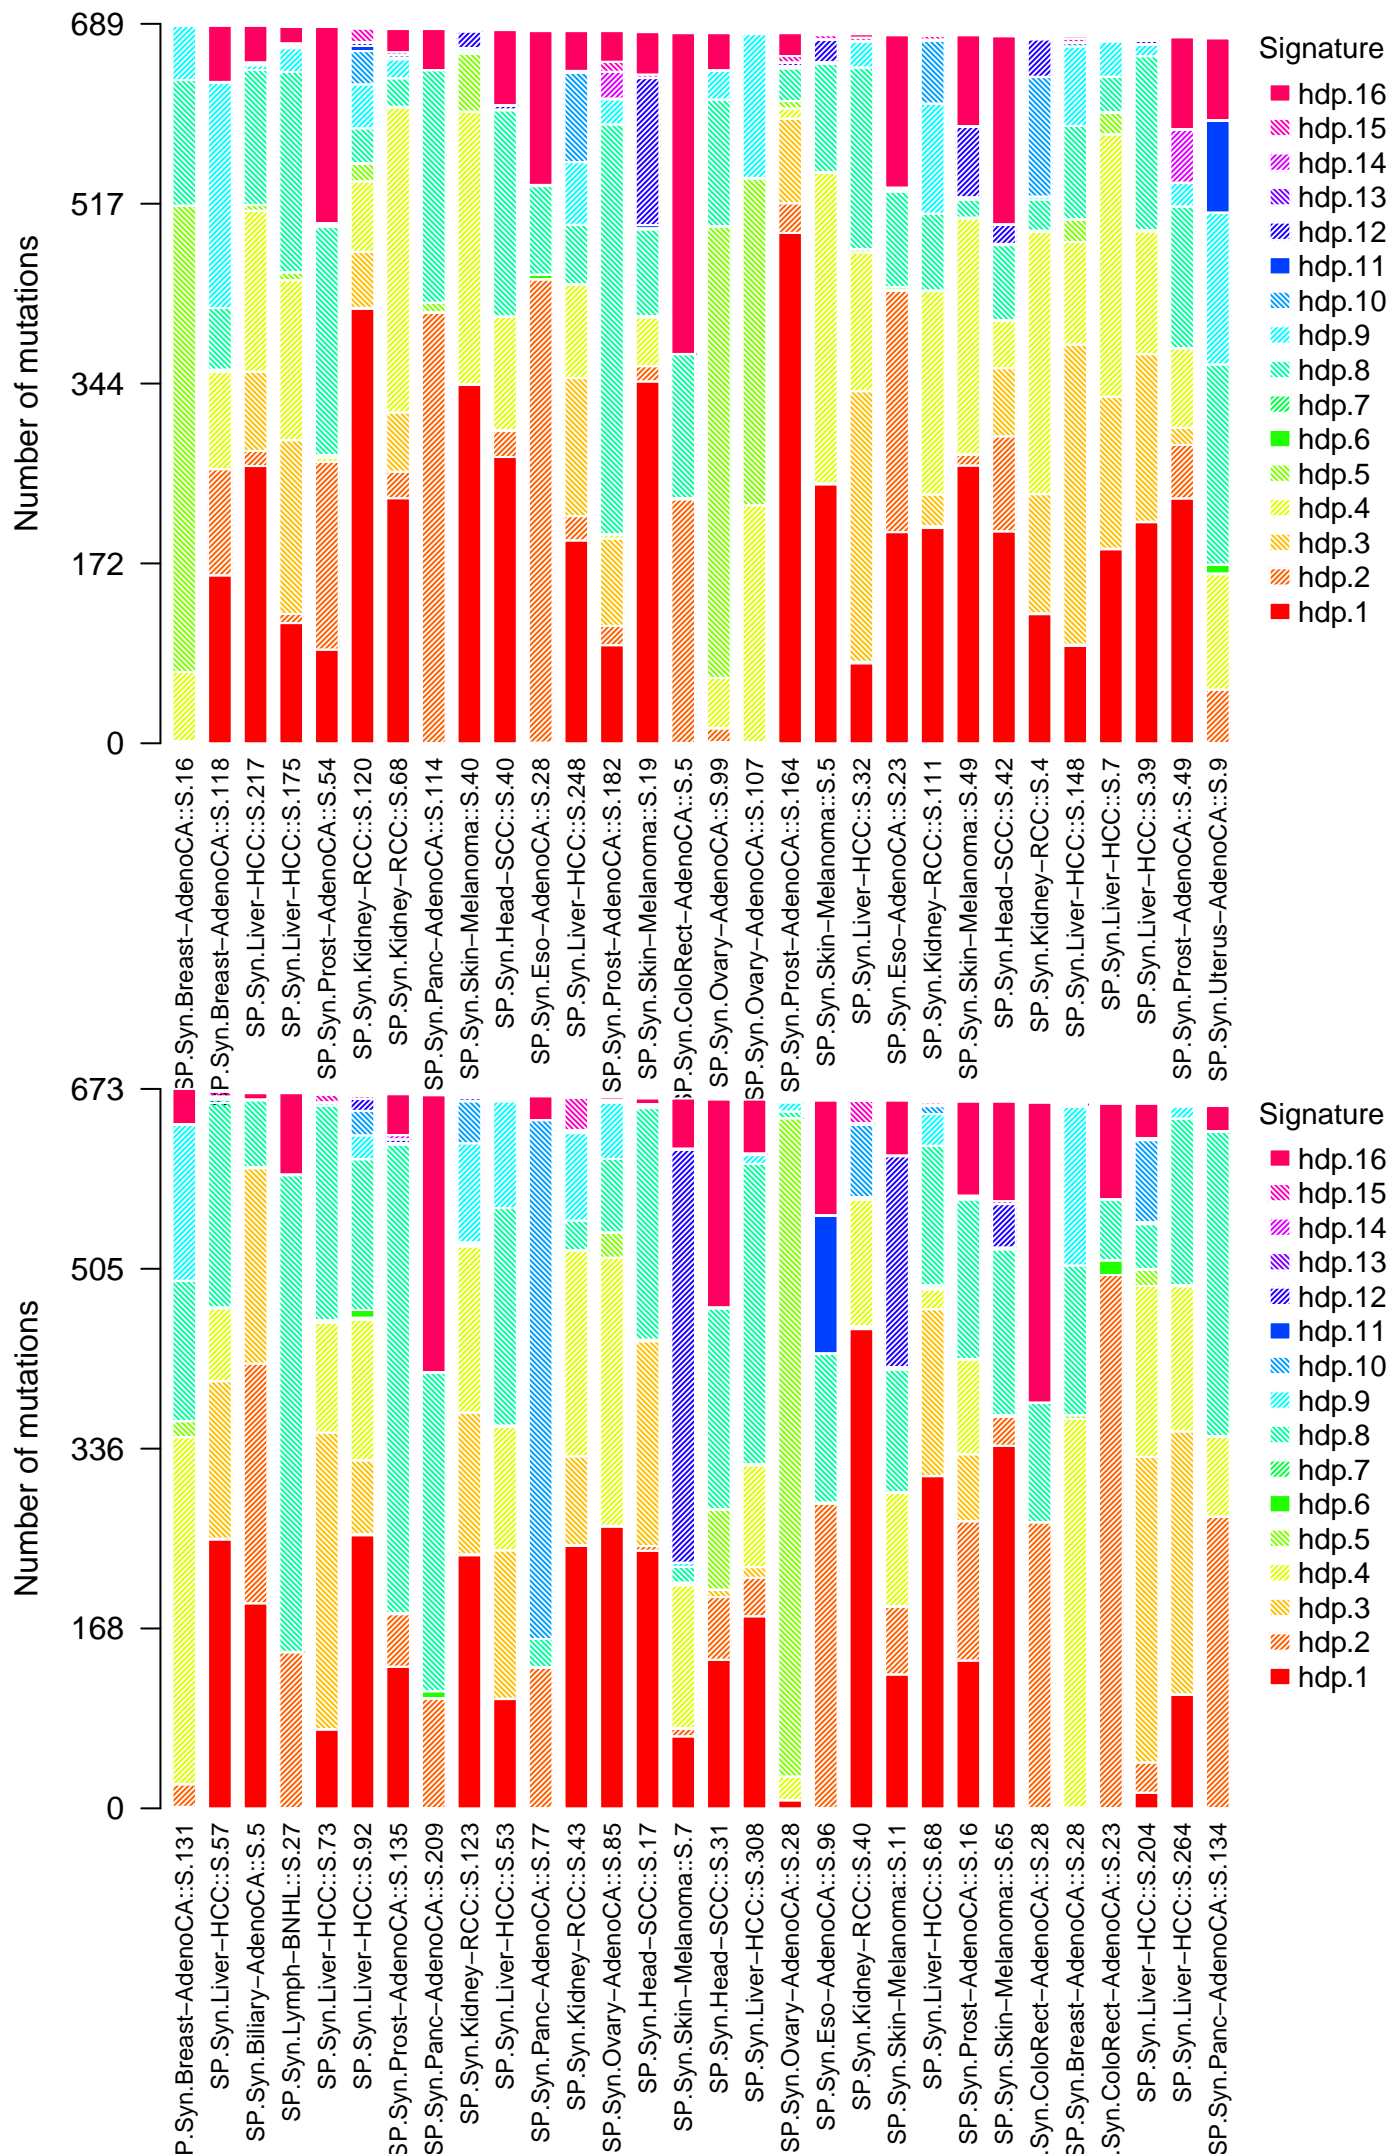 Number of mutations
689
517
344
172
0
Signature
hdp.16
hdp.15
hdp.14
hdp.13
hdp.12
hdp.11
hdp.10
hdp.9
hdp.8
hdp.7
hdp.6
hdp.5
hdp.4
hdp.3
hdp.2
hdp.1
SP.Syn.Breast−AdenoCA::S.16
SP.Syn.Breast−AdenoCA::S.118
SP.Syn.Liver−HCC::S.217
SP.Syn.Liver−HCC::S.175
SP.Syn.Prost−AdenoCA::S.54
SP.Syn.Kidney−RCC::S.120
SP.Syn.Kidney−RCC::S.68
SP.Syn.Panc−AdenoCA::S.114
SP.Syn.Skin−Melanoma::S.40
SP.Syn.Head−SCC::S.40
SP.Syn.Eso−AdenoCA::S.28
SP.Syn.Liver−HCC::S.248
SP.Syn.Prost−AdenoCA::S.182
SP.Syn.Skin−Melanoma::S.19
SP.Syn.ColoRect−AdenoCA::S.5
SP.Syn.Ovary−AdenoCA::S.99
SP.Syn.Ovary−AdenoCA::S.107
SP.Syn.Prost−AdenoCA::S.164
SP.Syn.Skin−Melanoma::S.5
SP.Syn.Liver−HCC::S.32
SP.Syn.Eso−AdenoCA::S.23
SP.Syn.Kidney−RCC::S.111
SP.Syn.Skin−Melanoma::S.49
SP.Syn.Head−SCC::S.42
SP.Syn.Kidney−RCC::S.4
SP.Syn.Liver−HCC::S.148
SP.Syn.Liver−HCC::S.7
SP.Syn.Liver−HCC::S.39
SP.Syn.Prost−AdenoCA::S.49
SP.Syn.Uterus−AdenoCA::S.9
Number of mutations
673
505
336
168
0
Signature
hdp.16
hdp.15
hdp.14
hdp.13
hdp.12
hdp.11
hdp.10
hdp.9
hdp.8
hdp.7
hdp.6
hdp.5
hdp.4
hdp.3
hdp.2
hdp.1
P.Syn.Breast−AdenoCA::S.131
SP.Syn.Liver−HCC::S.57
SP.Syn.Biliary−AdenoCA::S.5
SP.Syn.Lymph−BNHL::S.27
SP.Syn.Liver−HCC::S.73
SP.Syn.Liver−HCC::S.92
SP.Syn.Prost−AdenoCA::S.135
SP.Syn.Panc−AdenoCA::S.209
SP.Syn.Kidney−RCC::S.123
SP.Syn.Liver−HCC::S.53
SP.Syn.Panc−AdenoCA::S.77
SP.Syn.Kidney−RCC::S.43
SP.Syn.Ovary−AdenoCA::S.85
SP.Syn.Head−SCC::S.17
SP.Syn.Skin−Melanoma::S.7
SP.Syn.Head−SCC::S.31
SP.Syn.Liver−HCC::S.308
SP.Syn.Ovary−AdenoCA::S.28
SP.Syn.Eso−AdenoCA::S.96
SP.Syn.Kidney−RCC::S.40
SP.Syn.Skin−Melanoma::S.11
SP.Syn.Liver−HCC::S.68
SP.Syn.Prost−AdenoCA::S.16
SP.Syn.Skin−Melanoma::S.65
.Syn.ColoRect−AdenoCA::S.28
SP.Syn.Breast−AdenoCA::S.28
.Syn.ColoRect−AdenoCA::S.23
SP.Syn.Liver−HCC::S.204
SP.Syn.Liver−HCC::S.264
SP.Syn.Panc−AdenoCA::S.134